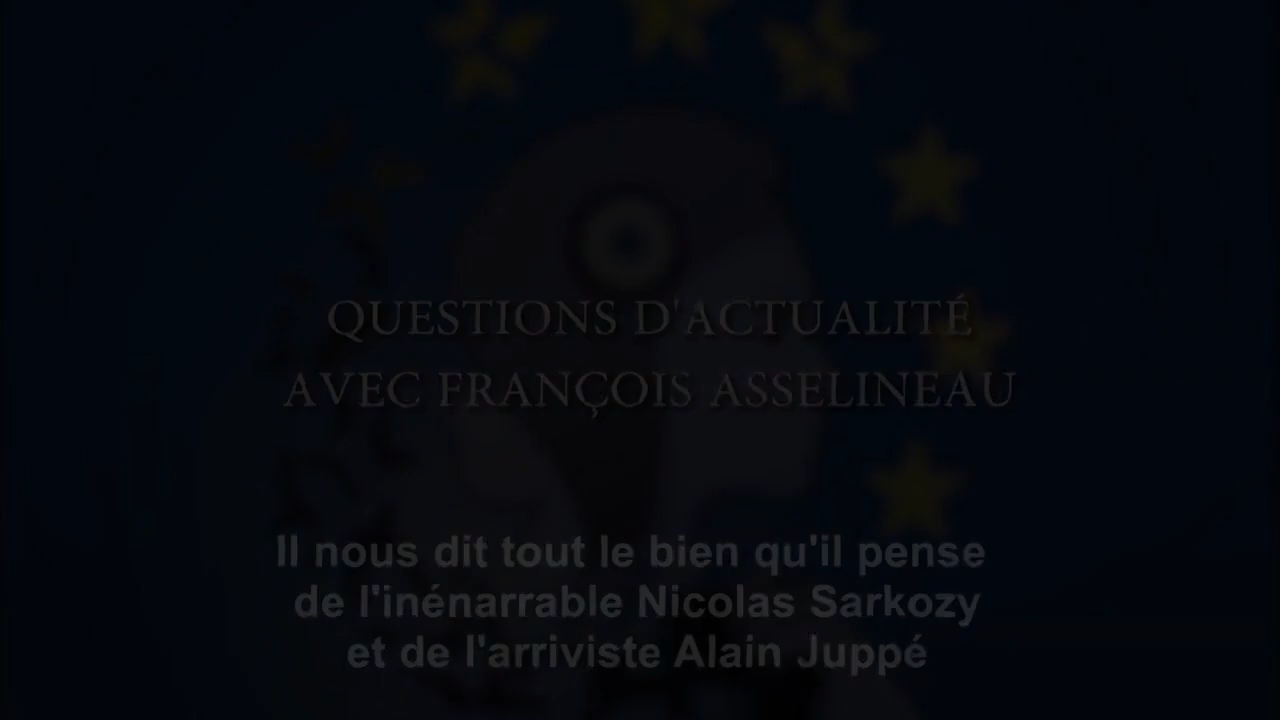 QUESTIONS D'ACTUALITÉ
AVEC FRANÇOIS ASSELINEAU
Il nous dit tout le bien qu'il pense
de l'inénarrable Nicolas Sarkozy
et de l'arriviste Alain Juppé